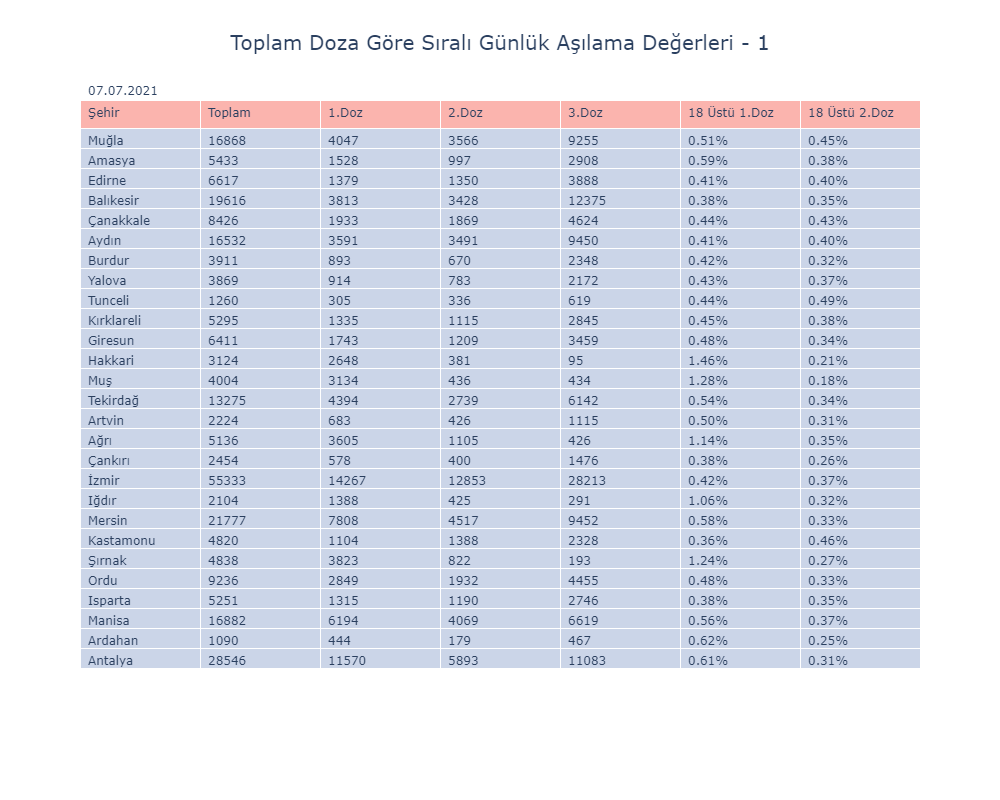 Toplam Doza Göre Sıralı Günlük Aşılama Değerleri - 1
07.07.2021
Şehir Toplam 1.Doz 2.Doz 3.Doz 18 Üstü 1.Doz 18 Üstü 2.Doz
Muğla 16868 4047 3566 9255 0.51% 0.45%
Amasya 5433 1528 997 2908 0.59% 0.38%
Edirne 6617 1379 1350 3888 0.41% 0.40%
Balıkesir 19616 3813 3428 12375 0.38% 0.35%
Çanakkale 8426 1933 1869 4624 0.44% 0.43%
Aydın 16532 3591 3491 9450 0.41% 0.40%
Burdur 3911 893 670 2348 0.42% 0.32%
Yalova 3869 914 783 2172 0.43% 0.37%
Tunceli 1260 305 336 619 0.44% 0.49%
Kırklareli 5295 1335 1115 2845 0.45% 0.38%
Giresun 6411 1743 1209 3459 0.48% 0.34%
Hakkari 3124 2648 381 95 1.46% 0.21%
Muş 4004 3134 436 434 1.28% 0.18%
Tekirdağ 13275 4394 2739 6142 0.54% 0.34%
Artvin 2224 683 426 1115 0.50% 0.31%
Ağrı 5136 3605 1105 426 1.14% 0.35%
Çankırı 2454 578 400 1476 0.38% 0.26%
İzmir 55333 14267 12853 28213 0.42% 0.37%
Iğdır 2104 1388 425 291 1.06% 0.32%
Mersin 21777 7808 4517 9452 0.58% 0.33%
Kastamonu 4820 1104 1388 2328 0.36% 0.46%
Şırnak 4838 3823 822 193 1.24% 0.27%
Ordu 9236 2849 1932 4455 0.48% 0.33%
Isparta 5251 1315 1190 2746 0.38% 0.35%
Manisa 16882 6194 4069 6619 0.56% 0.37%
Ardahan 1090 444 179 467 0.62% 0.25%
Antalya 28546 11570 5893 11083 0.61% 0.31%